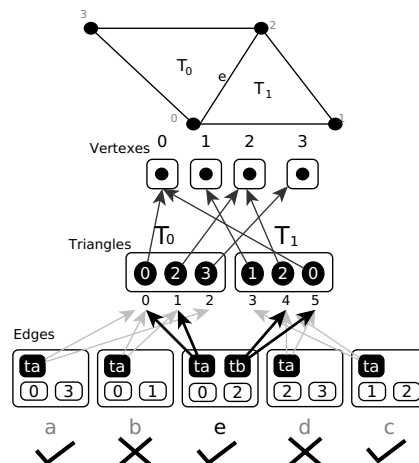 3 2
T0
e
T1
0 1
0 1 2 3
Vertexes
T0 T1
Triangles
0 2 3 1 2 0
0 1 2 3 4 5
Edges
ta ta ta tb ta ta
0 3 0 1 0 2 2 3 1 2
a b e d c